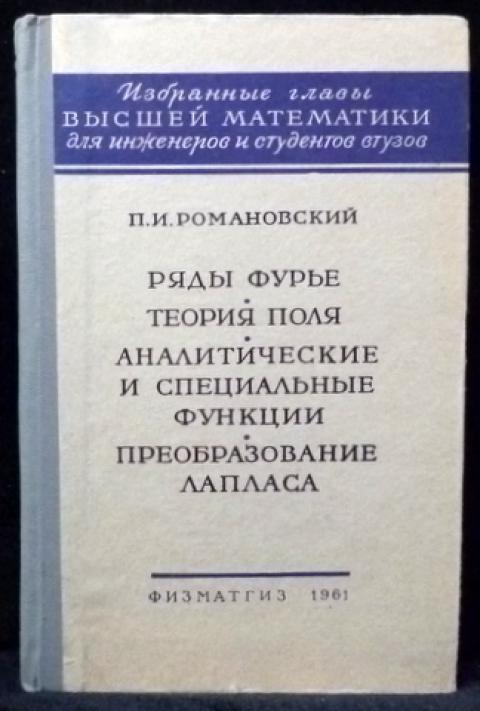 Избранные главы
ВЫСШЕЙ МАТЕМАТИКИ
для инженеров и студентов втузов
П.И.РОМАНОВСКИЙ
РЯДЫ ФУРЬЕ
•
ТЕОРИЯ ПОЛЯ
•
АНАЛИТИЧЕСКИЕ
И СПЕЦИАЛЬНЫЕ
ФУНКЦИИ
•
ПРЕОБРАЗОВАНИЕ
ЛАПЛАСА
ФИЗМАТГИЗ 1961